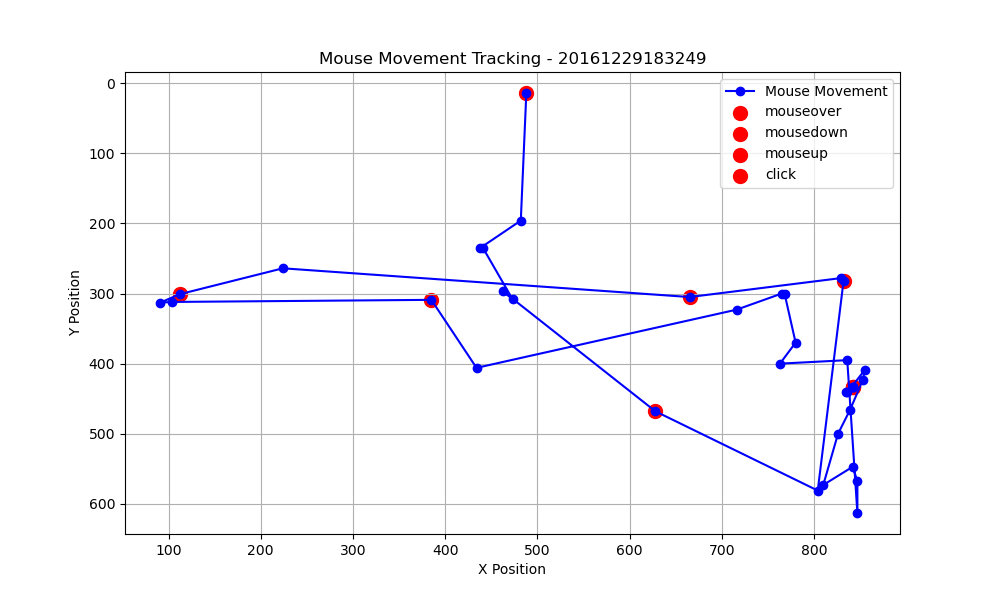 Mouse Movement Tracking - 20161229183249
Mouse Movement
mouseover
mousedown
mouseup
click
0
100
200
300
400
500
600
Y Position
100
200
300
400
500
600
700
800
X Position